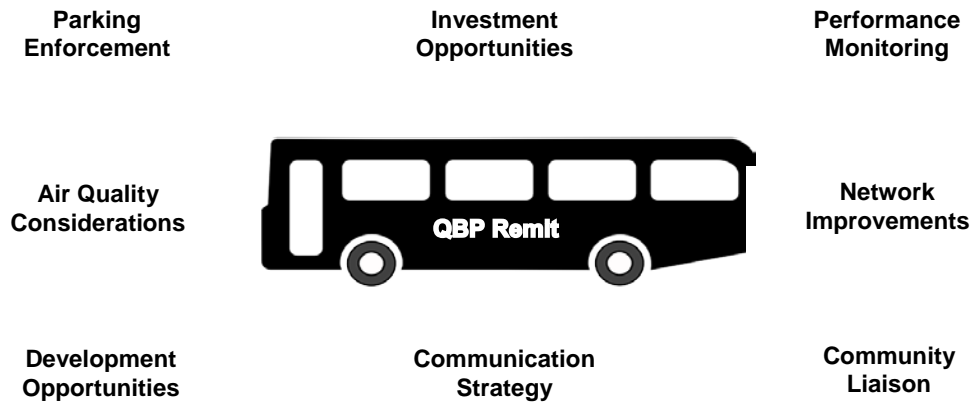 Parking
Enforcement
Investment
Opportunities
Performance
Monitoring
Air Quality
Considerations
QBP Remit
Network
Improvements
Development
Opportunities
Communication
Strategy
Community
Liaison